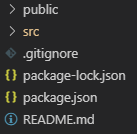 public
src
.gitignore
package-lock.json
package.json
README.md